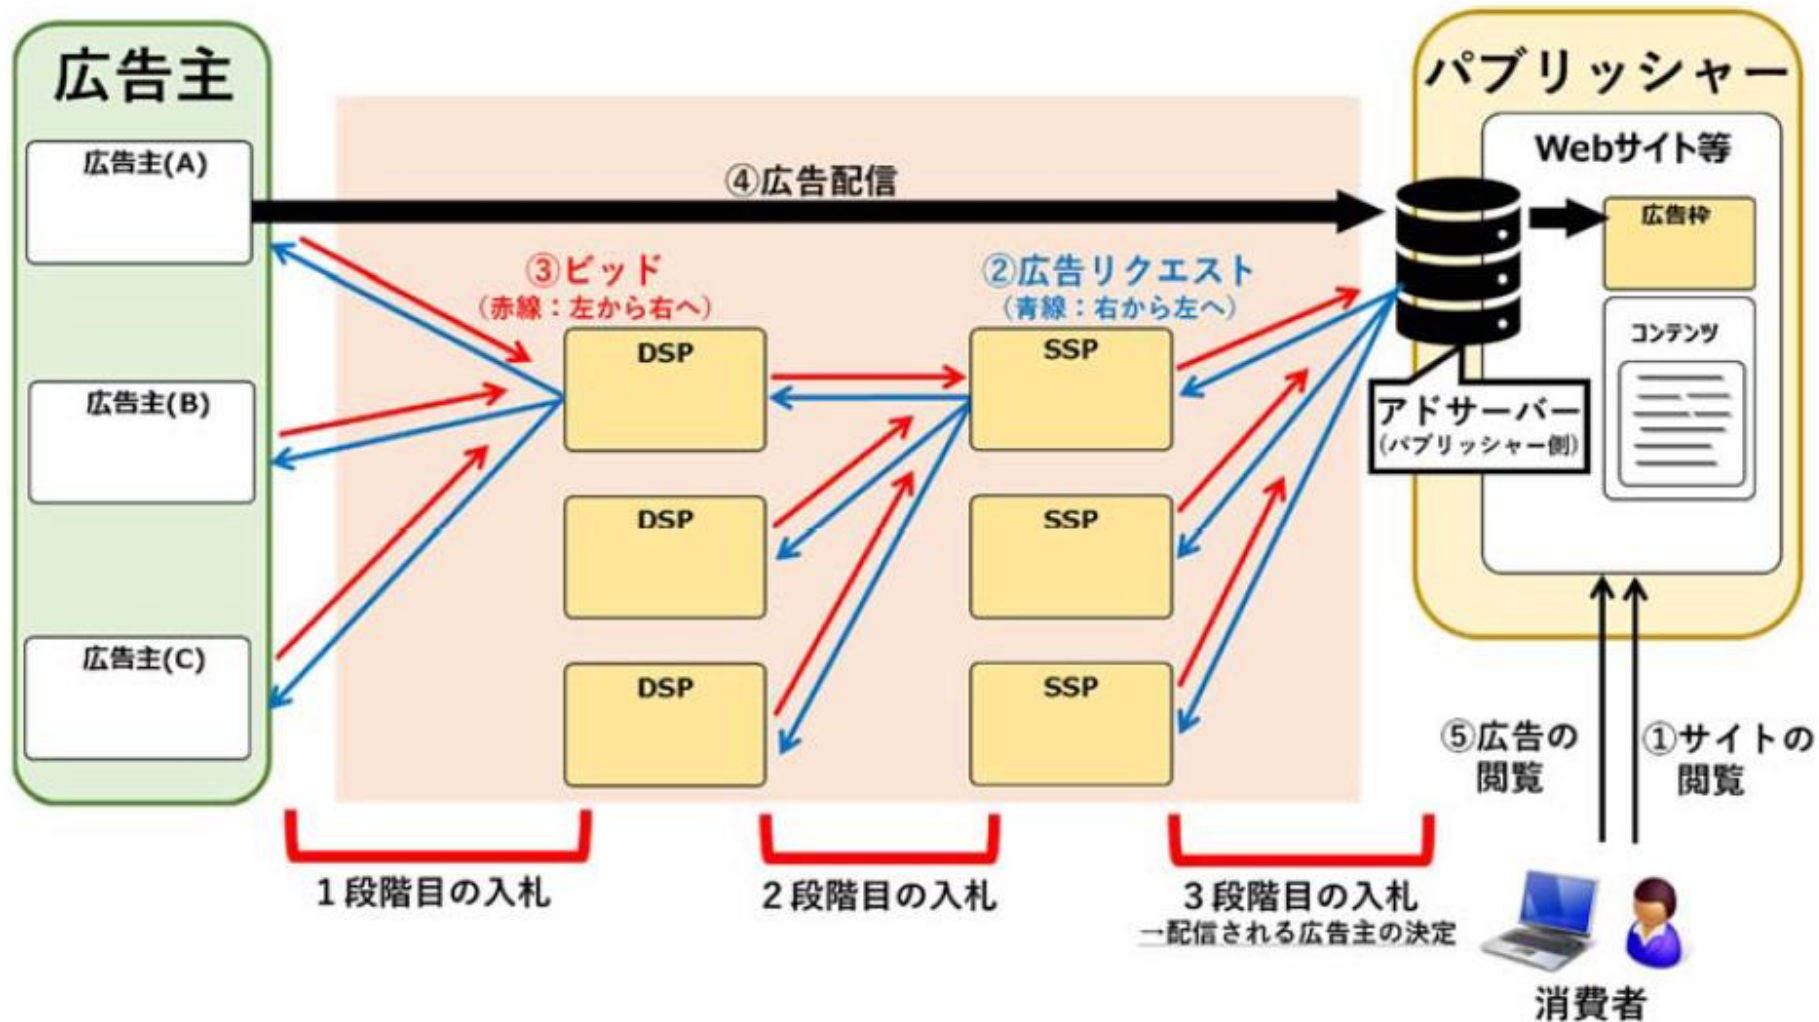 広告主
広告主(A)
広告主(B)
広告主(C)
④広告配信
③ビッド
（赤線：左から右へ）
②広告リクエスト
（青線：右から左へ）
DSP
DSP
DSP
SSP
SSP
SSP
パブリッシャー
Webサイト等
広告枠
コンテンツ
アドサーバー
(パブリッシャー側)
⑤広告の
閲覧
①サイトの
閲覧
1段階目の入札
2段階目の入札
3段階目の入札
→配信される広告主の決定
消費者